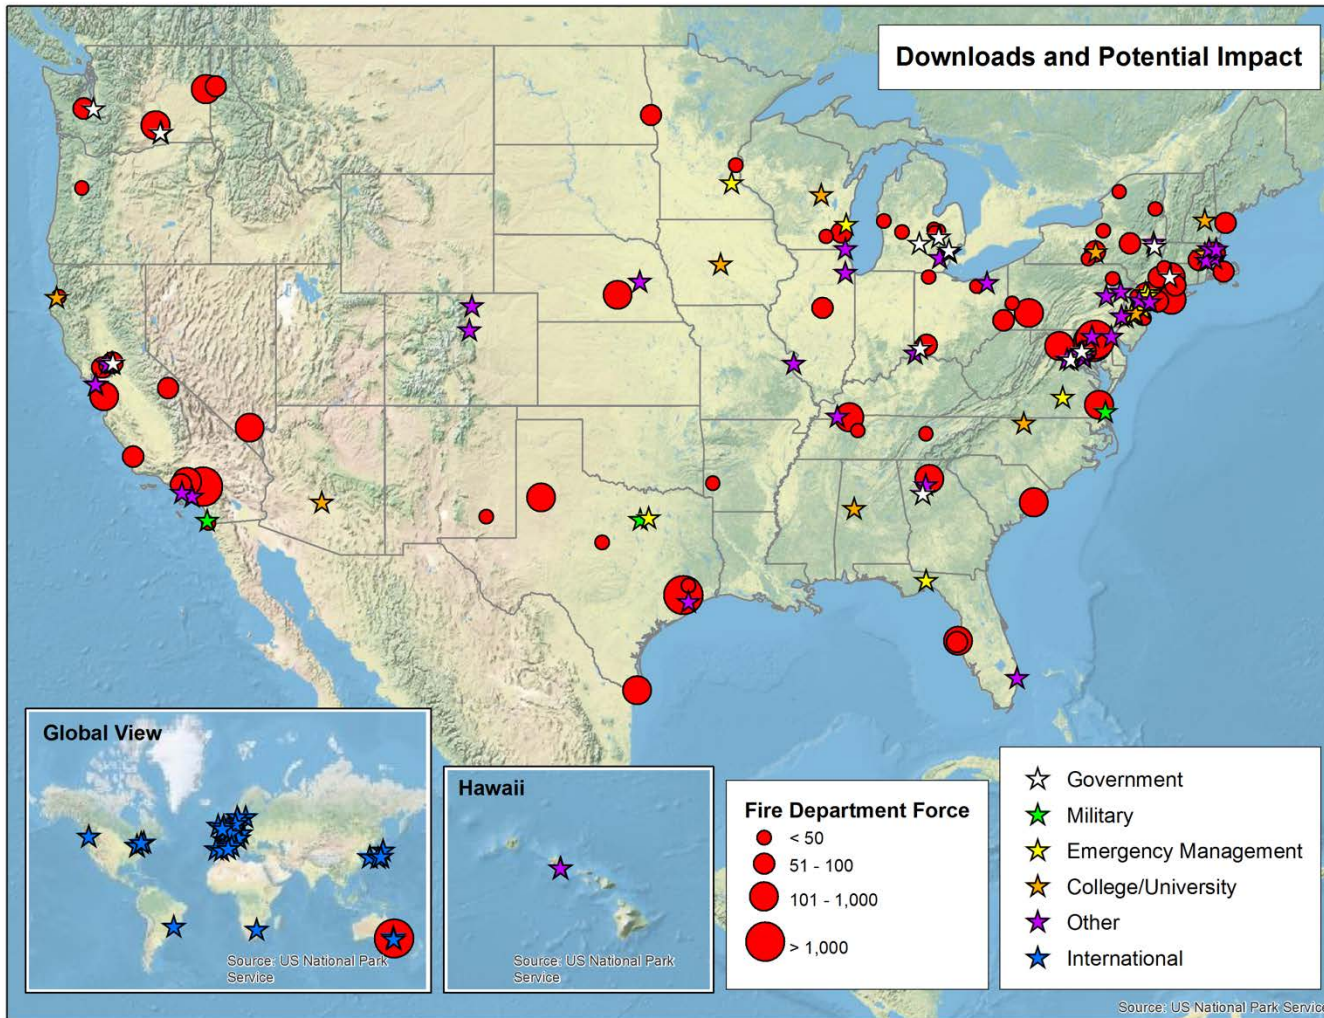 Downloads and Potential Impact
Global View
Source: US National Park
Service
Hawaii
Source: US National Park
Service
Fire Department Force
< 50
51 - 100
101 - 1,000
> 1,000
Government
Military
Emergency Management
College/University
Other
International
Source: US National Park Service